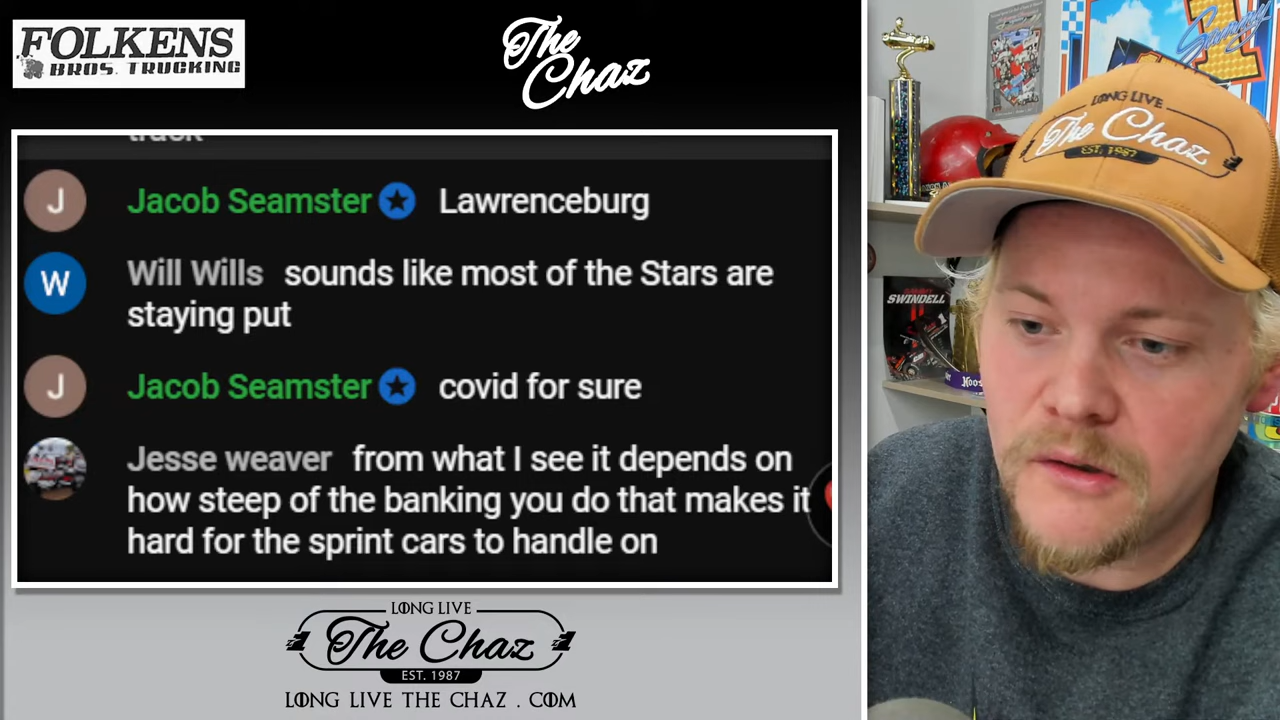 FOLKENS
BROS. TRUCKING
The
Chaz
track
J Jacob Seamster Lawrenceburg
W Will Wills sounds like most of the Stars are
staying put
J Jacob Seamster covid for sure
Jesse weaver from what I see it depends on
how steep of the banking you do that makes it
hard for the sprint cars to handle on
LONG LIVE
The Chaz
EST. 1987
LONG LIVE THE CHAZ . COM
Sammy
LONG LIVE
The Chaz
EST. 1987
SWINDELL